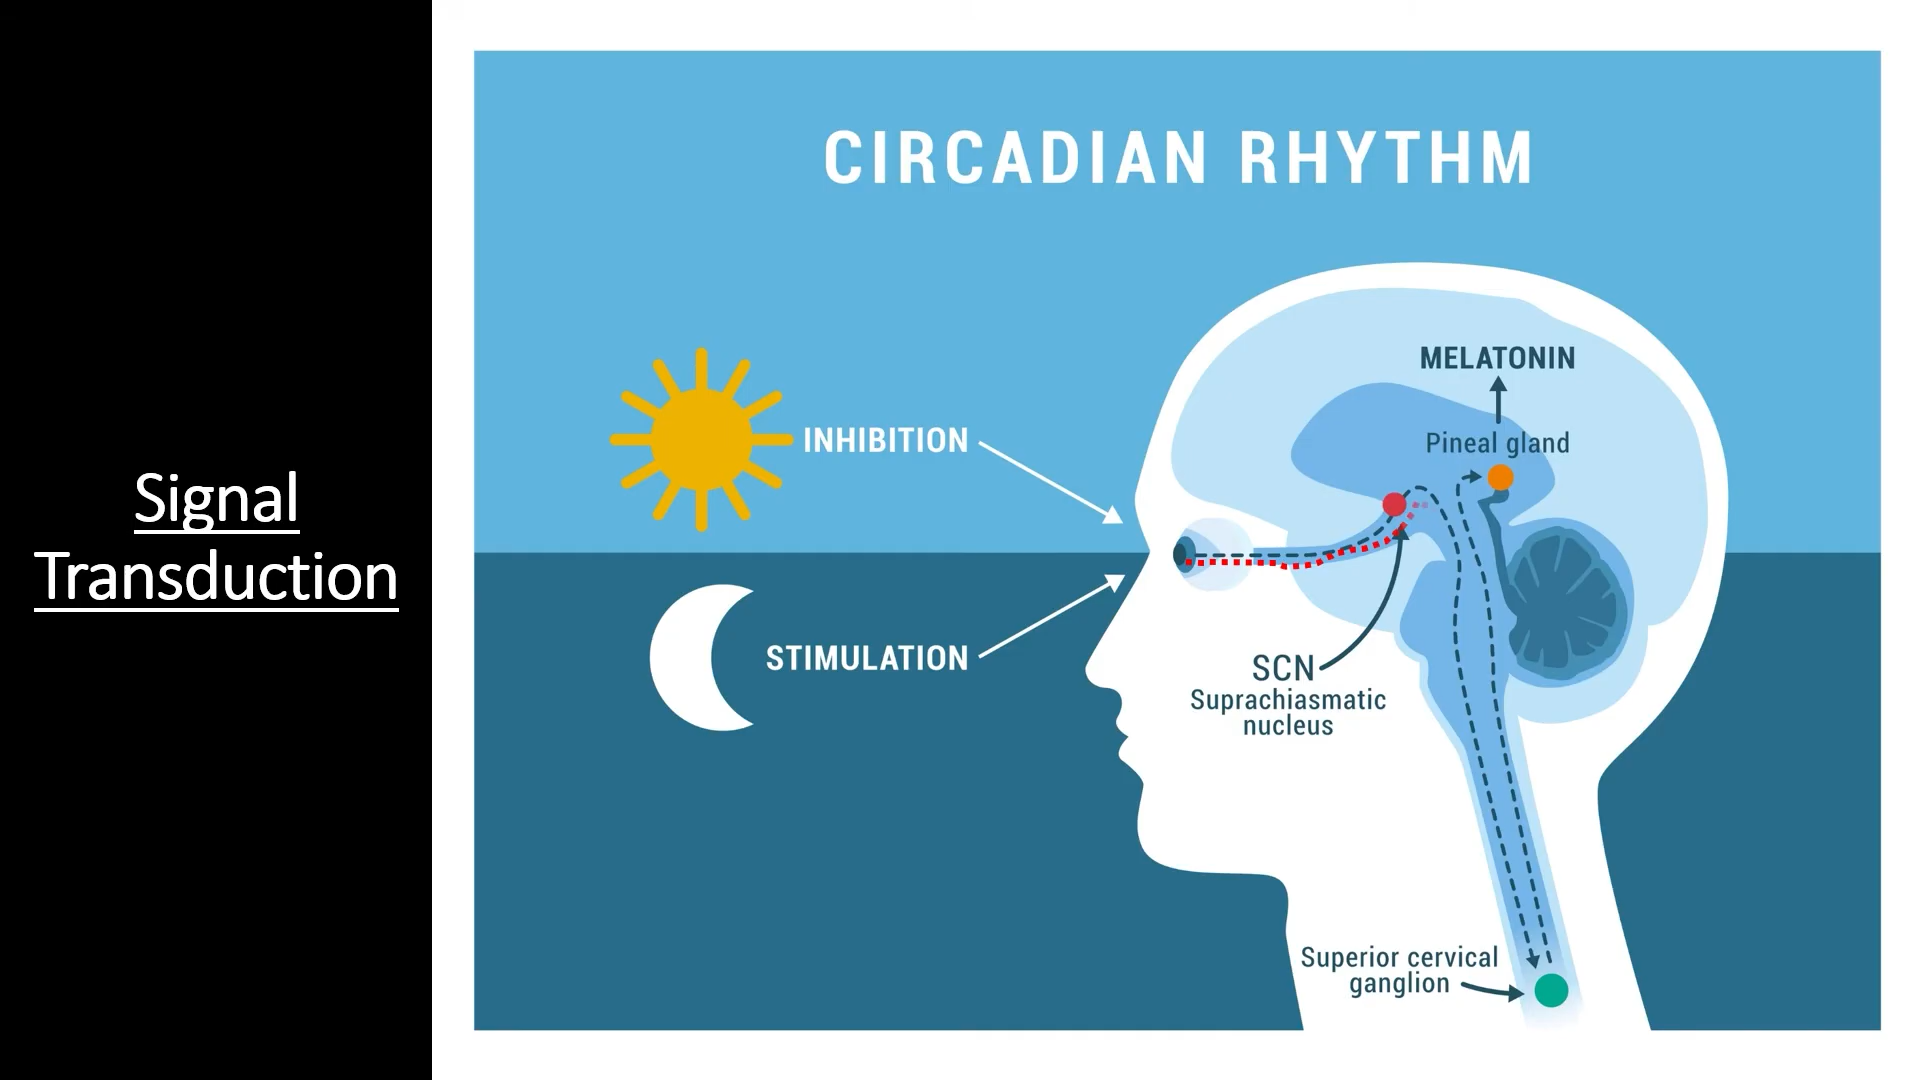 Signal
Transduction
CIRCADIAN RHYTHM
INHIBITION
STIMULATION
MELATONIN
Pineal gland
SCN
Suprachiasmatic
nucleus
Superior cervical
ganglion